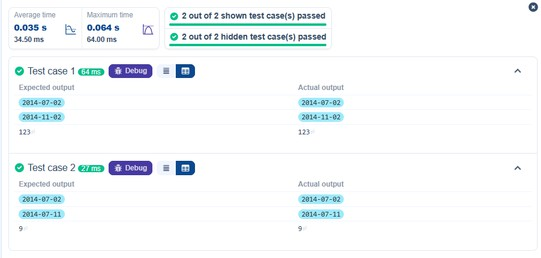 Average time
Maximum time
0.035 s
0.064 s
34.50 ms
64.00 ms
2 out of 2 shown test case(s) passed
2 out of 2 hidden test case(s) passed
Test case 1 64 ms Debug
Expected output
Actual output
2014-07-02
2014-07-02
2014-11-02
2014-11-02
123
123
Test case 2 27 ms Debug
Expected output
Actual output
2014-07-02
2014-07-02
2014-07-11
2014-07-11
9
9